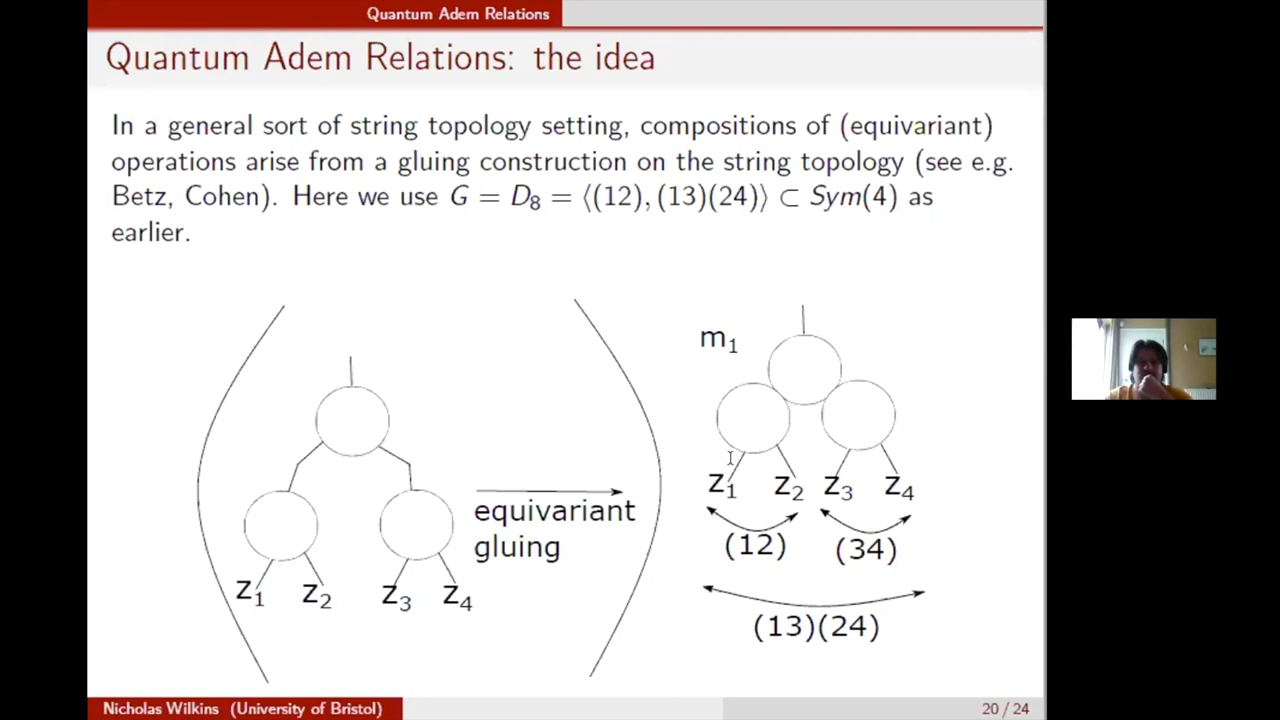 Quantum Adem Relations
Quantum Adem Relations: the idea
In a general sort of string topology setting, compositions of (equivariant)
operations arise from a gluing construction on the string topology (see e.g.
Betz, Cohen). Here we use G = D₈ = ⟨(12), (13)(24)⟩ ⊂ Sym(4) as
earlier.
z₁ z₂ z₃ z₄
equivariant
gluing
m₁
z₁ z₂ z₃ z₄
(12) (34)
(13)(24)
Nicholas Wilkins (University of Bristol) 20 / 24